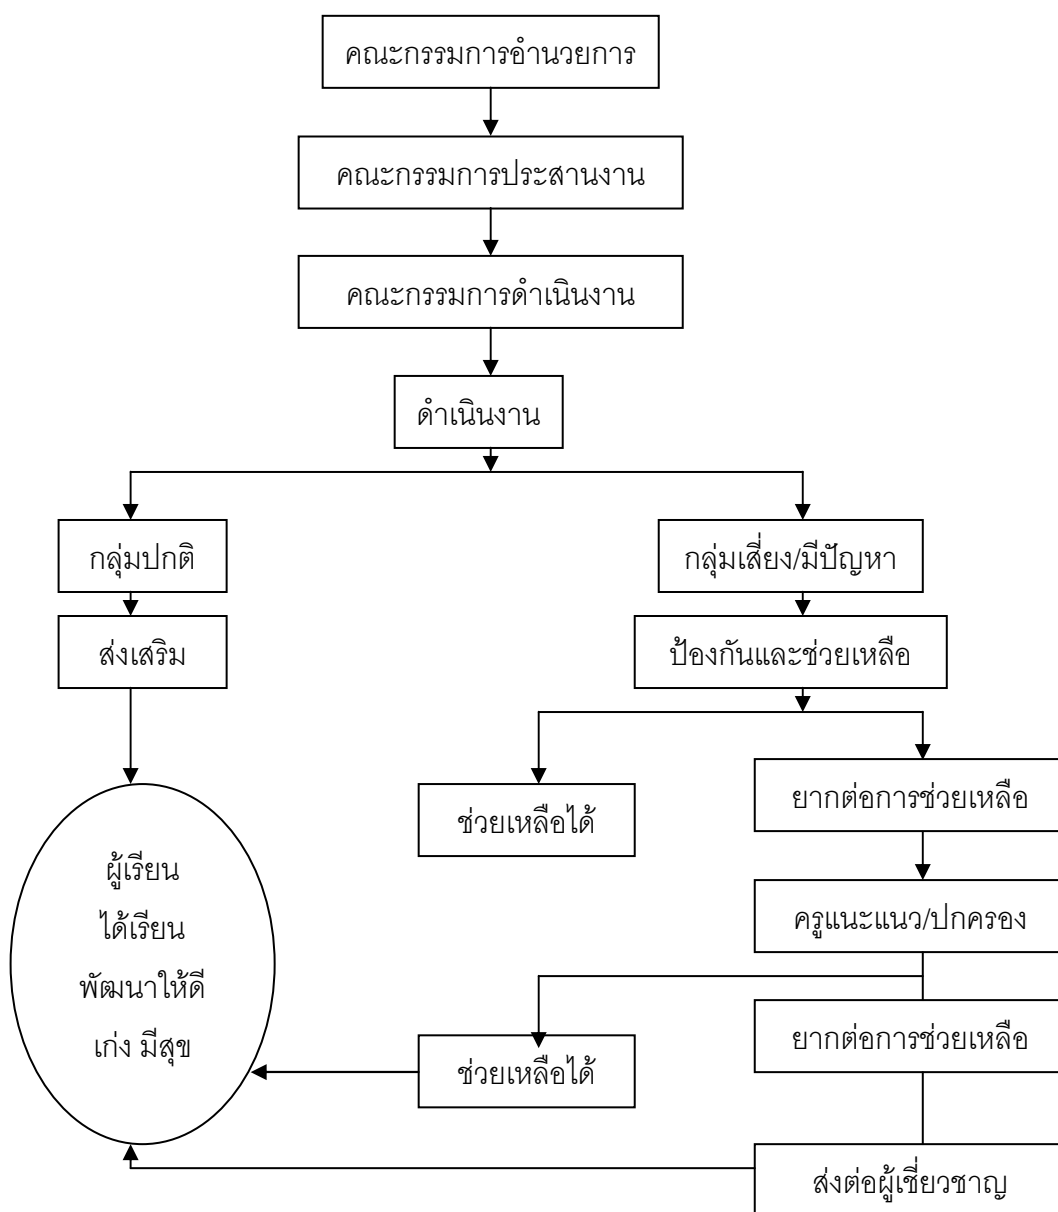 คณะกรรมการอำนวยการ
คณะกรรมการประสานงาน
คณะกรรมการดำเนินงาน
ดำเนินงาน
กลุ่มปกติ
กลุ่มเสี่ยง/มีปัญหา
ส่งเสริม
ป้องกันและช่วยเหลือ
ช่วยเหลือได้
ยากต่อการช่วยเหลือ
ผู้เรียน
ได้เรียน
พัฒนาให้ดี
เก่ง มีสุข
ครูแนะแนว/ปกครอง
ช่วยเหลือได้
ยากต่อการช่วยเหลือ
ส่งต่อผู้เชี่ยวชาญ